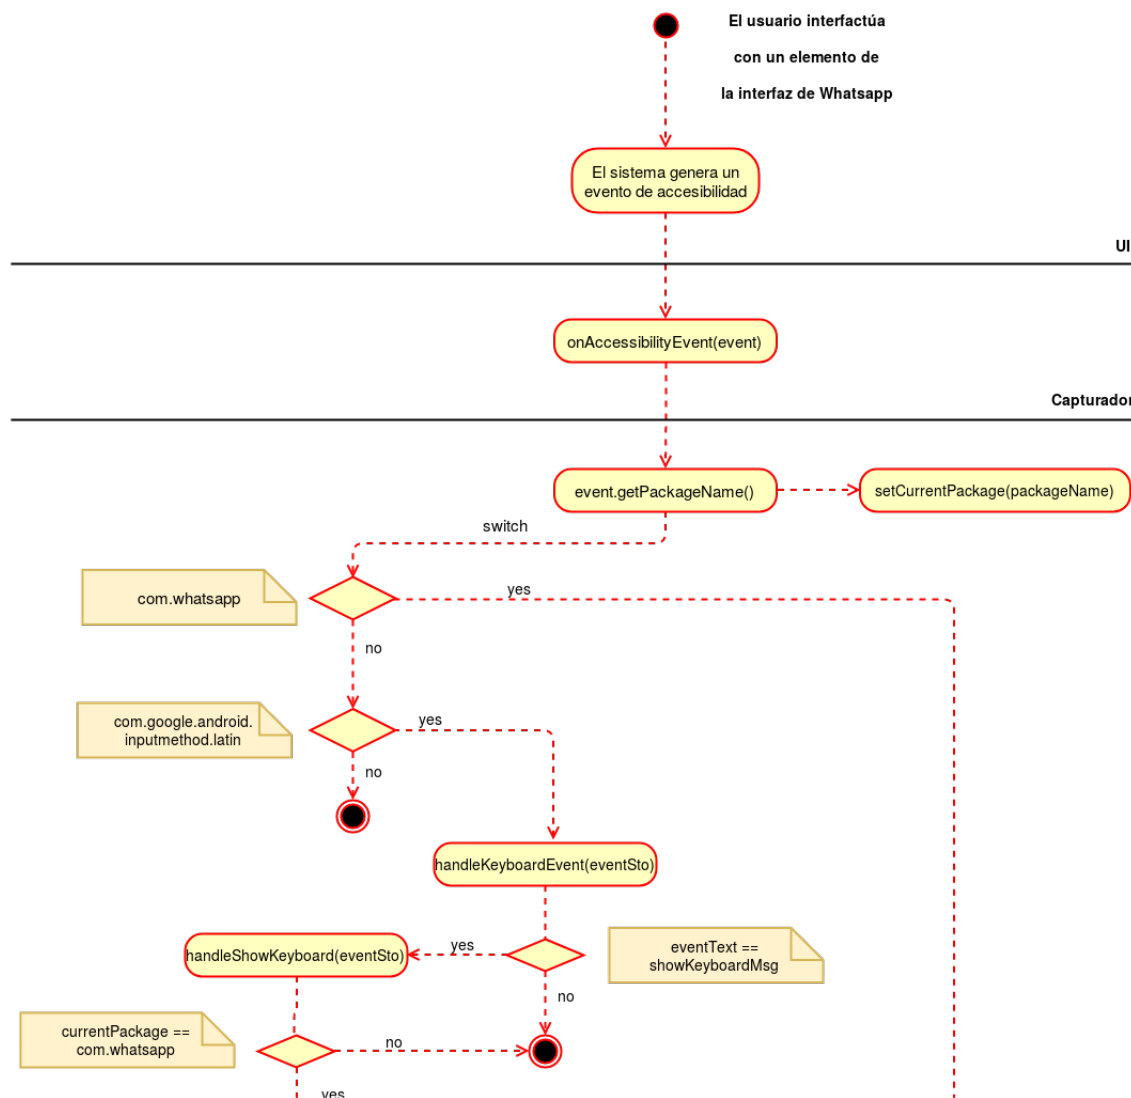 El usuario interfactúa
con un elemento de
la interfaz de Whatsapp
El sistema genera un
evento de accesibilidad
UI
onAccessibilityEvent(event)
Capturador
event.getPackageName()
setCurrentPackage(packageName)
switch
com.whatsapp
yes
no
com.google.android.
inputmethod.latin
yes
no
handleKeyboardEvent(eventSto)
handleShowKeyboard(eventSto)
yes
eventText ==
showKeyboardMsg
no
currentPackage ==
com.whatsapp
no
yes